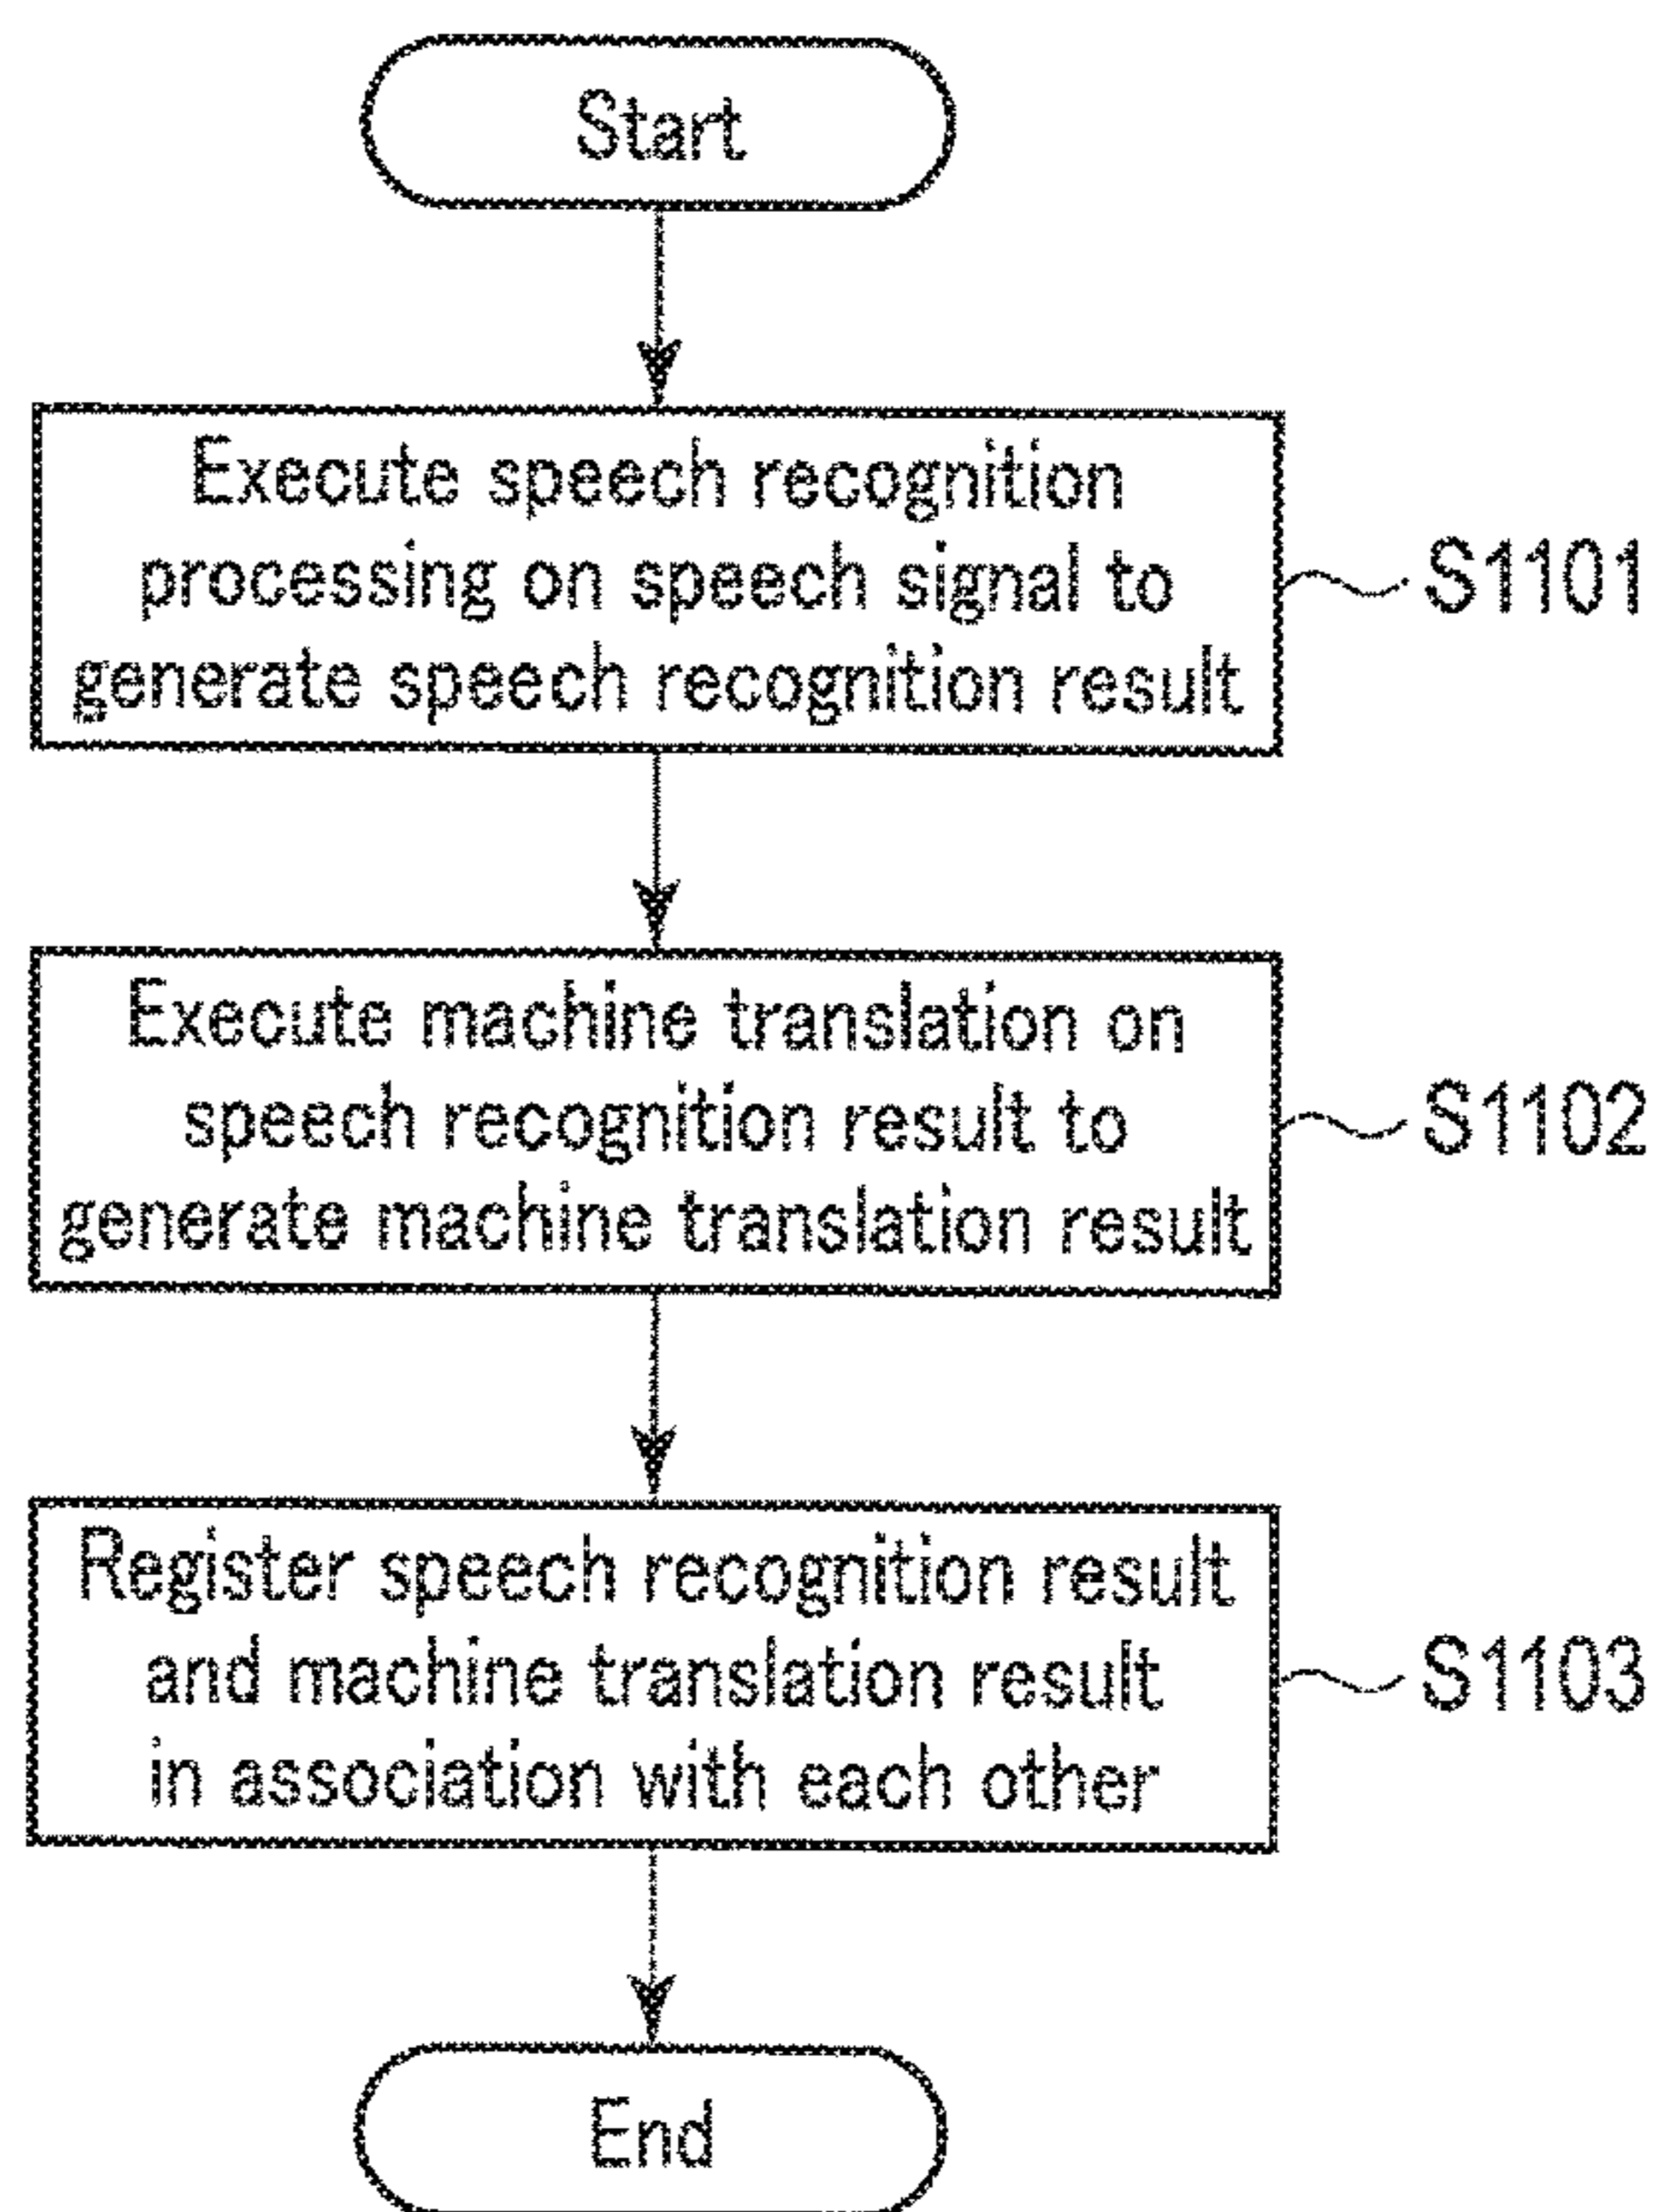 Start
Execute speech recognition
processing on speech signal to
generate speech recognition result
S1101
Execute machine translation on
speech recognition result to
generate machine translation result
S1102
Register speech recognition result
and machine translation result
in association with each other
S1103
End